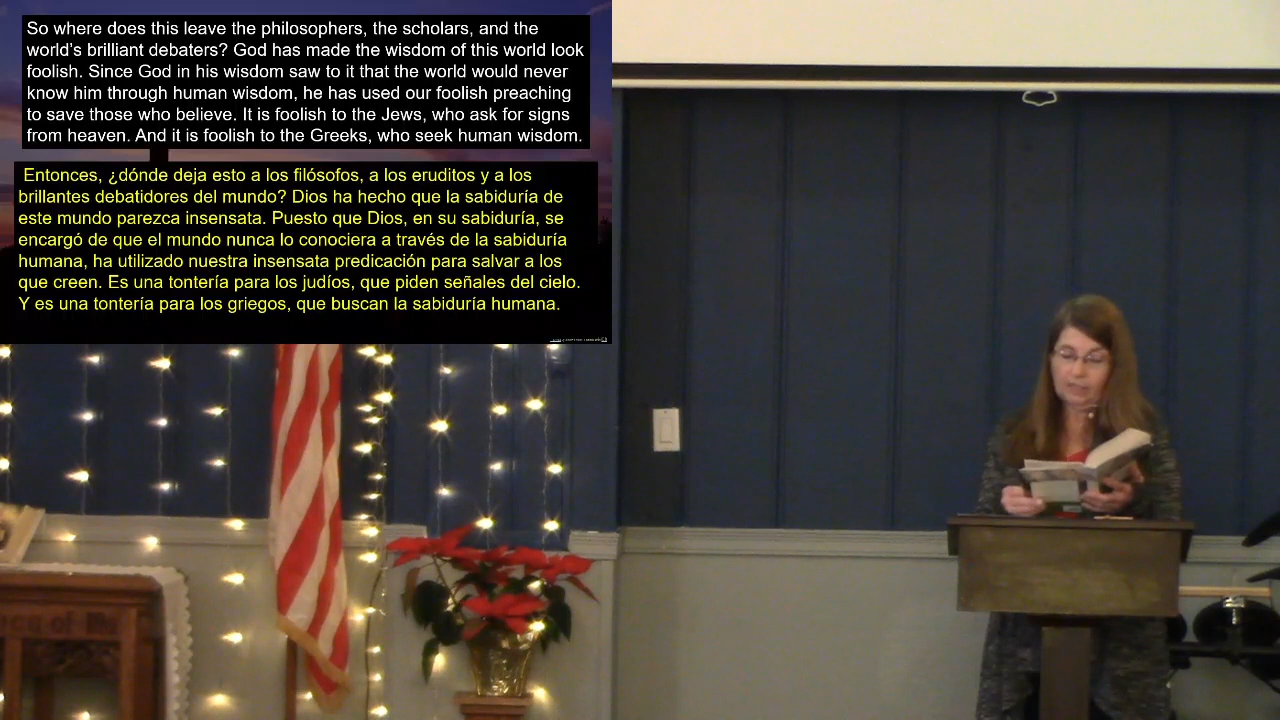 So where does this leave the philosophers, the scholars, and the
world's brilliant debaters? God has made the wisdom of this world look
foolish. Since God in his wisdom saw to it that the world would never
know him through human wisdom, he has used our foolish preaching
to save those who believe. It is foolish to the Jews, who ask for signs
from heaven. And it is foolish to the Greeks, who seek human wisdom.
Entonces, ¿dónde deja esto a los filósofos, a los eruditos y a los
brillantes debatidores del mundo? Dios ha hecho que la sabiduría de
este mundo parezca insensata. Puesto que Dios, en su sabiduría, se
encargó de que el mundo nunca lo conociera a través de la sabiduría
humana, ha utilizado nuestra insensata predicación para salvar a los
que creen. Es una tontería para los judíos, que piden señales del cielo.
Y es una tontería para los griegos, que buscan la sabiduría humana.